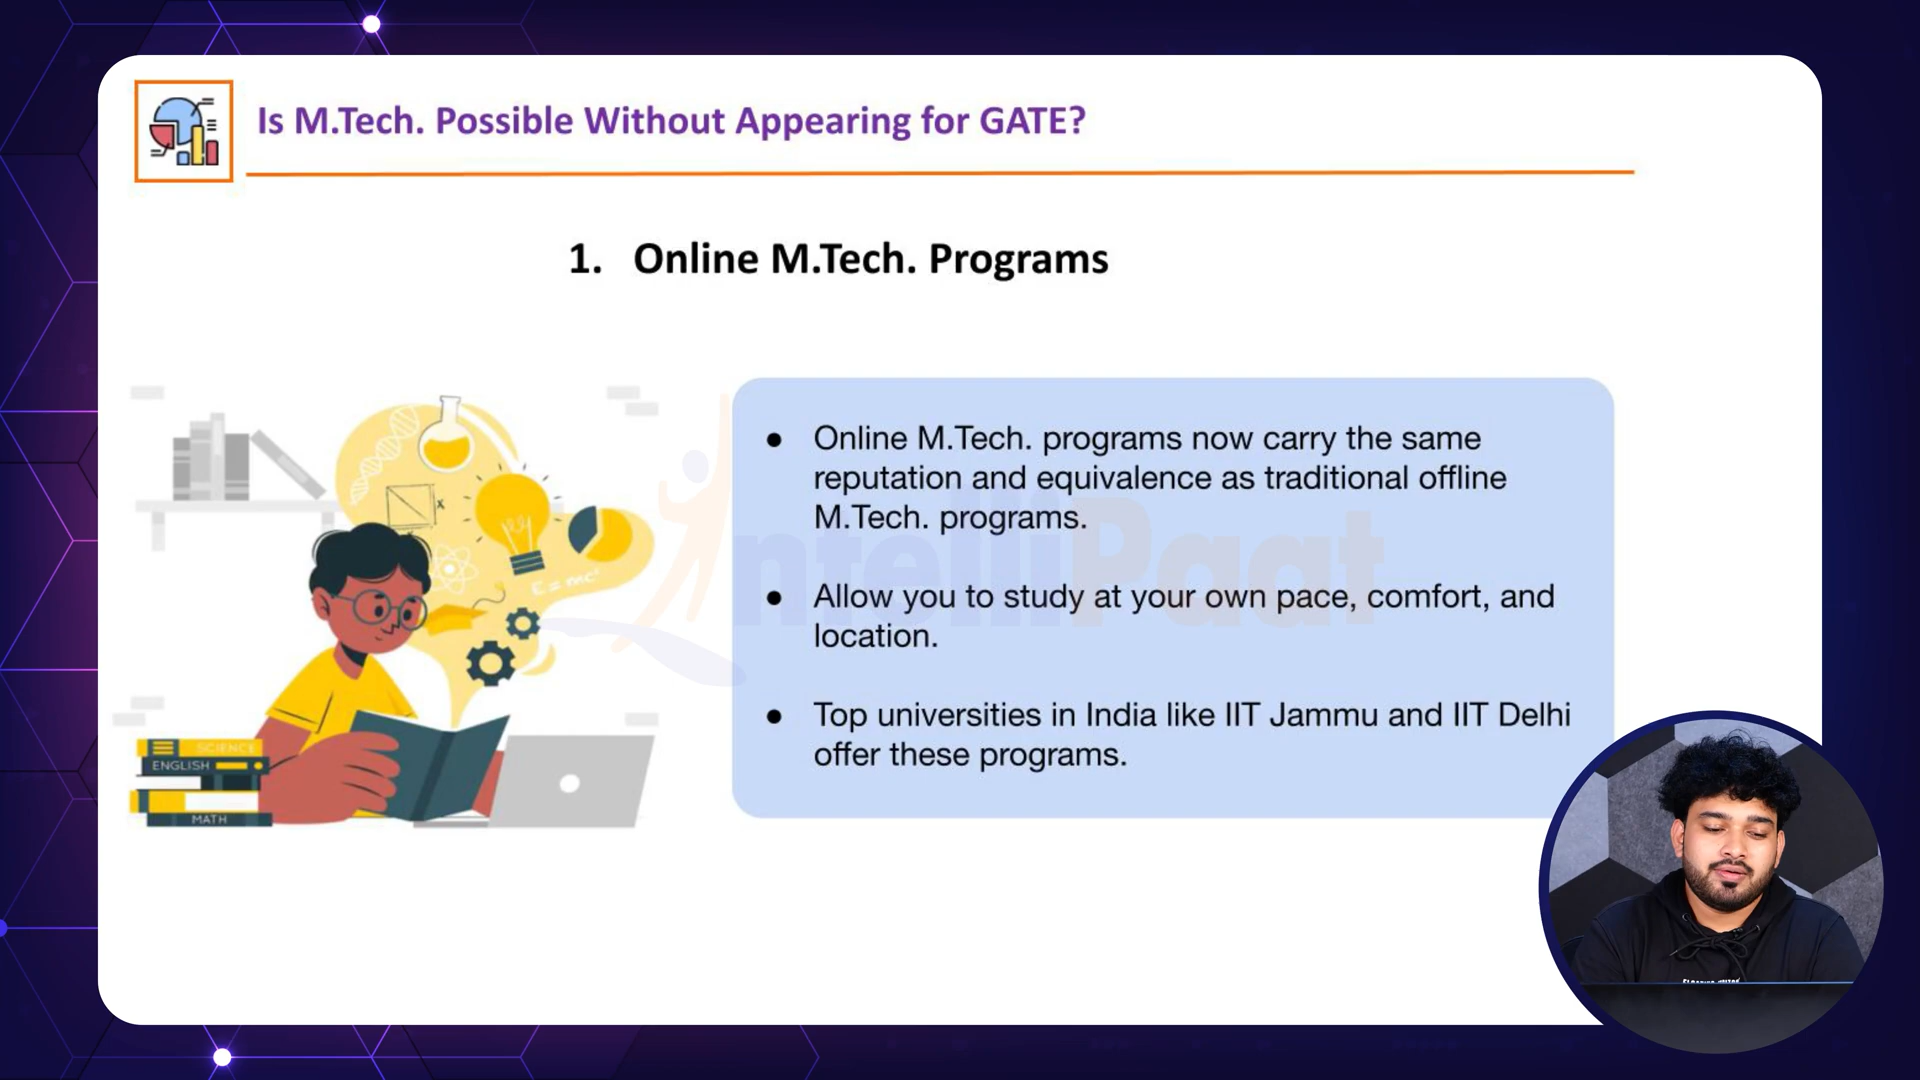 Is M.Tech. Possible Without Appearing for GATE?
1. Online M.Tech. Programs
● Online M.Tech. programs now carry the same
reputation and equivalence as traditional offline
M.Tech. programs.
● Allow you to study at your own pace, comfort, and
location.
● Top universities in India like IIT Jammu and IIT Delhi
offer these programs.
IntelliPaat
x
E=mc²
SCIENCE
ENGLISH
MATH